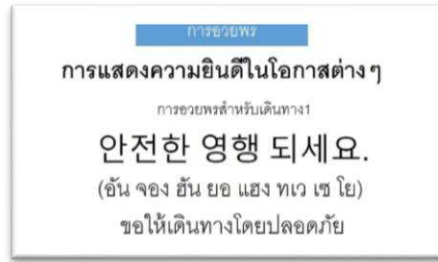 การอวยพร
การแสดงความยินดีในโอกาสต่างๆ
การอวยพรสำหรับเดินทาง1
안전한 영행 되세요.
(อัน จอง ฮัน ยอ แฮง ทเว เซ โย)
ขอให้เดินทางโดยปลอดภัย